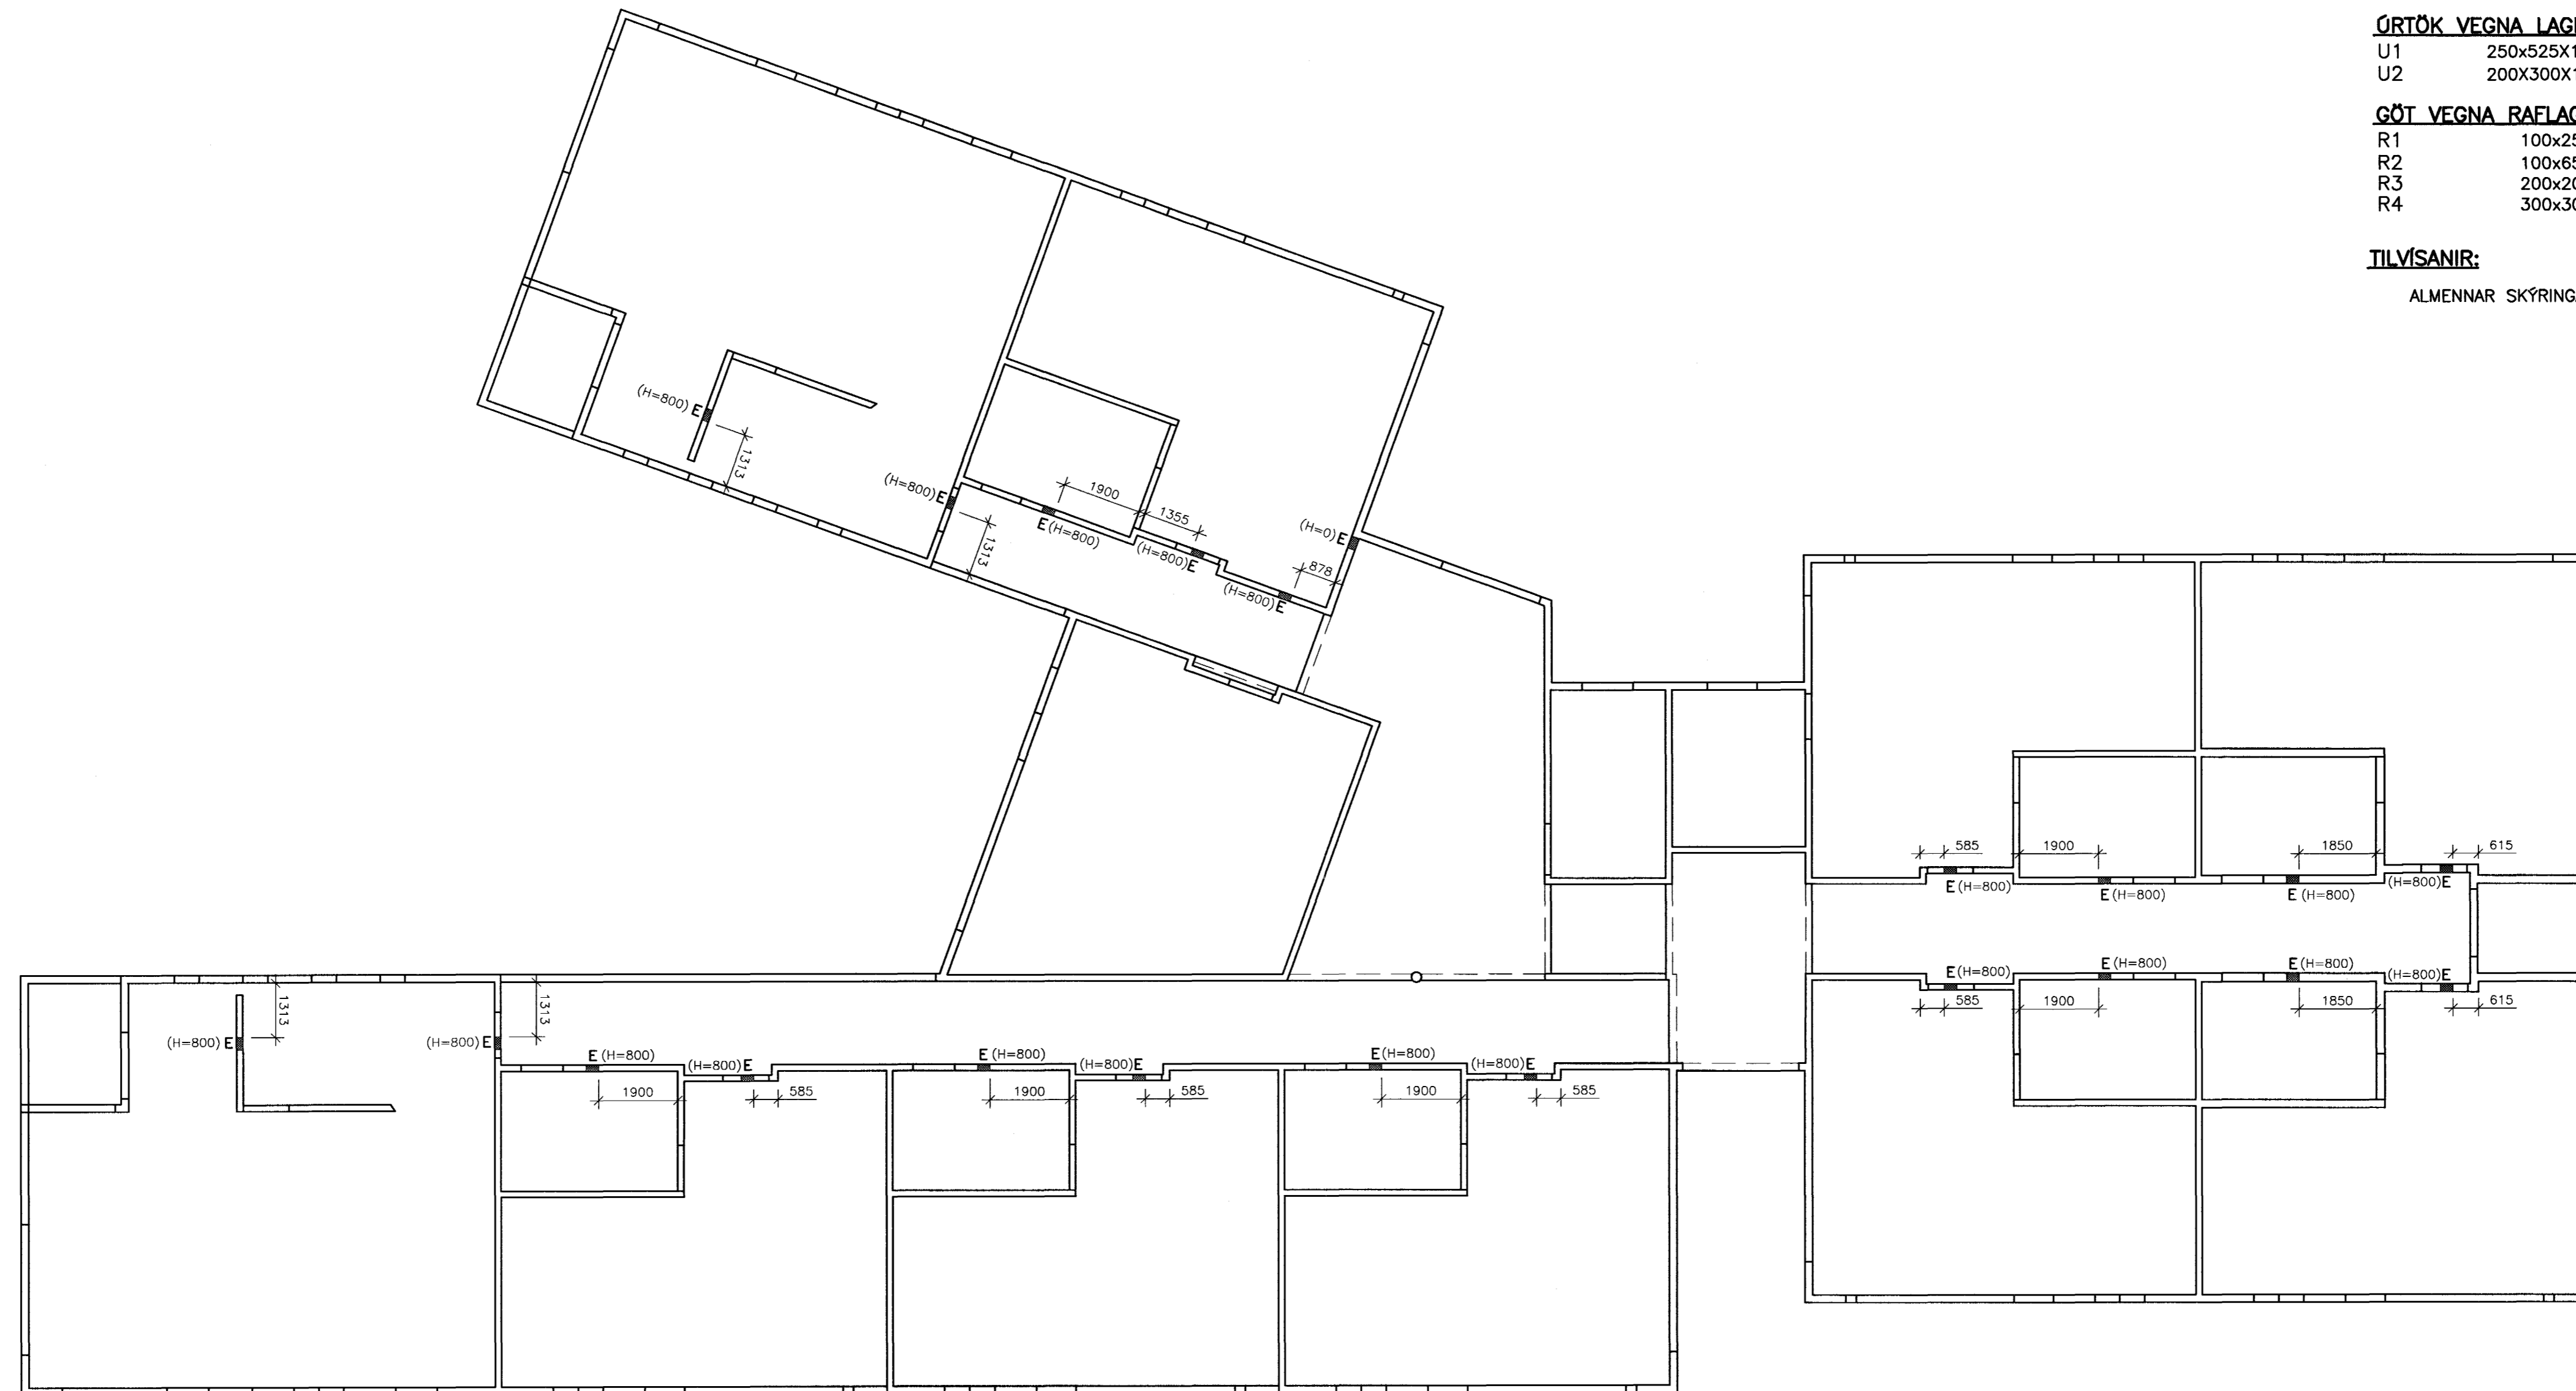 ÚRTÖK VEGNA
U1 250x525X1
U2 200X300X1
GÖT VEGNA
R1 100x25
R2 100x65
R3 200x20
R4 300x30
TILVÍSANIR:
ALMENNAR
(H=800) E
1313
(H=800) E
1313
1900
E (H=800)
1355
(H=800) E
(H=0) E
878
(H=800) E
585
1900
1850
615
E (H=800)
E (H=800)
E (H=800)
(H=800) E
E (H=800)
E (H=800)
E (H=800)
(H=800) E
585
1900
1850
615
1313
1313
(H=800) E
(H=800) E
E (H=800)
(H=800) E
E (H=800)
(H=800) E
E (H=800)
(H=800) E
1900
585
1900
585
1900
585